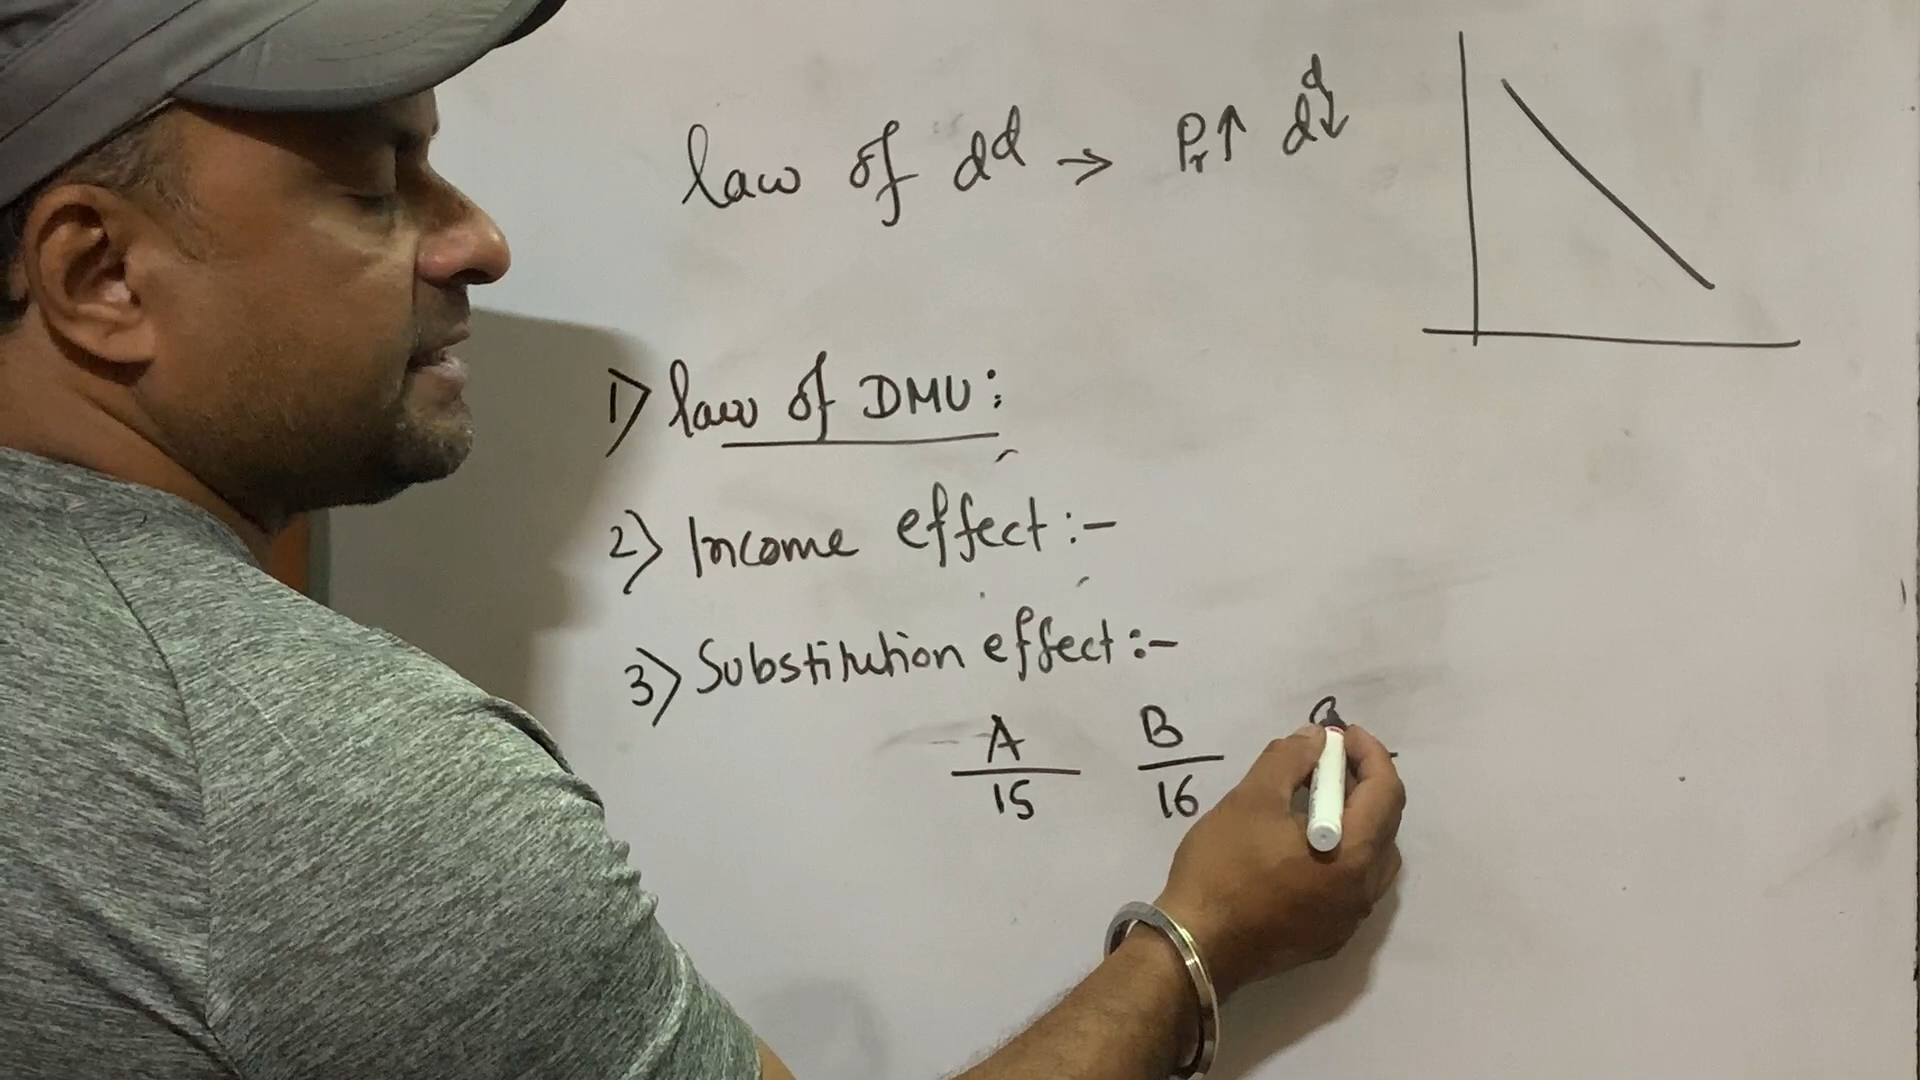 law of dd → Pr↑ dd↓
1) law of DMU:
2) Income effect:-
3) Substitution effect:-
A B
15 16